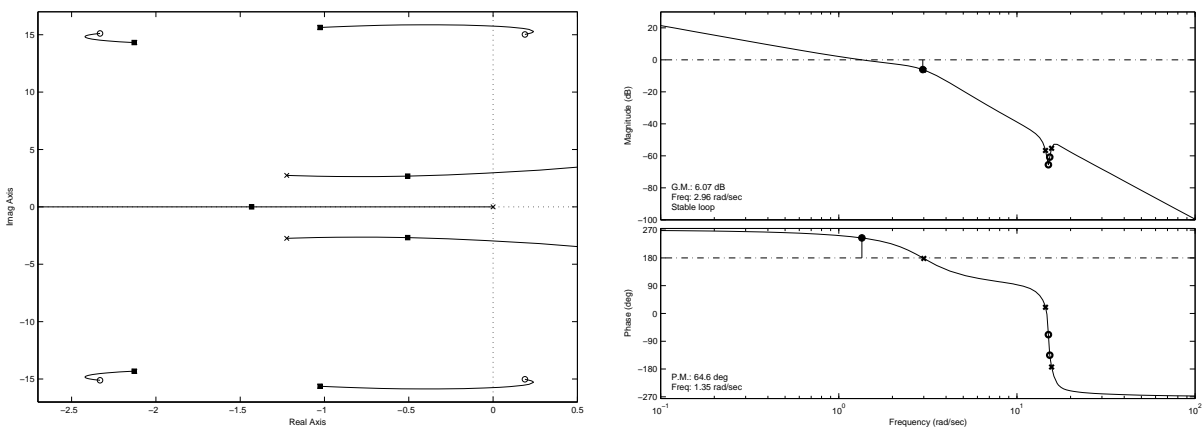 15
10
5
0
−5
−10
−15
−2.5 −2 −1.5 −1 −0.5 0 0.5
Real Axis
Imag Axis
20
0
−20
−40
−60
−80
−100
Magnitude (dB)
G.M.: 6.07 dB
Freq: 2.96 rad/sec
Stable loop
270
180
90
0
−90
−180
−270
Phase (deg)
P.M.: 64.6 deg
Freq: 1.35 rad/sec
10^-1 10^0 10^1 10^2
Frequency (rad/sec)